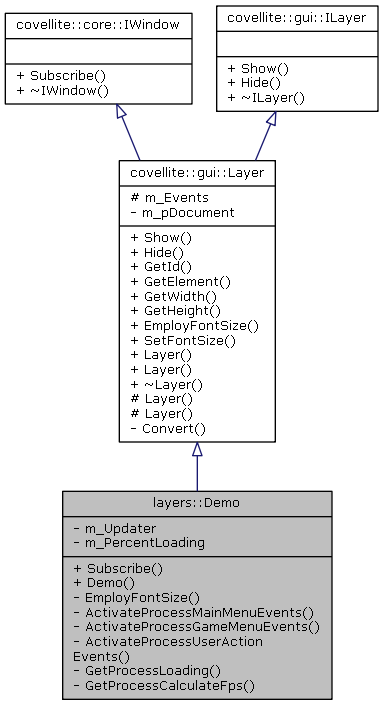 covellite::core::IWindow
+ Subscribe()
+ ~IWindow()
covellite::gui::ILayer
+ Show()
+ Hide()
+ ~ILayer()
covellite::gui::Layer
# m_Events
- m_pDocument
+ Show()
+ Hide()
+ GetId()
+ GetElement()
+ GetWidth()
+ GetHeight()
+ EmployFontSize()
+ SetFontSize()
+ Layer()
+ Layer()
+ ~Layer()
# Layer()
# Layer()
- Convert()
layers::Demo
- m_Updater
- m_PercentLoading
+ Subscribe()
+ Demo()
- EmployFontSize()
- ActivateProcessMainMenuEvents()
- ActivateProcessGameMenuEvents()
- ActivateProcessUserAction
Events()
- GetProcessLoading()
- GetProcessCalculateFps()